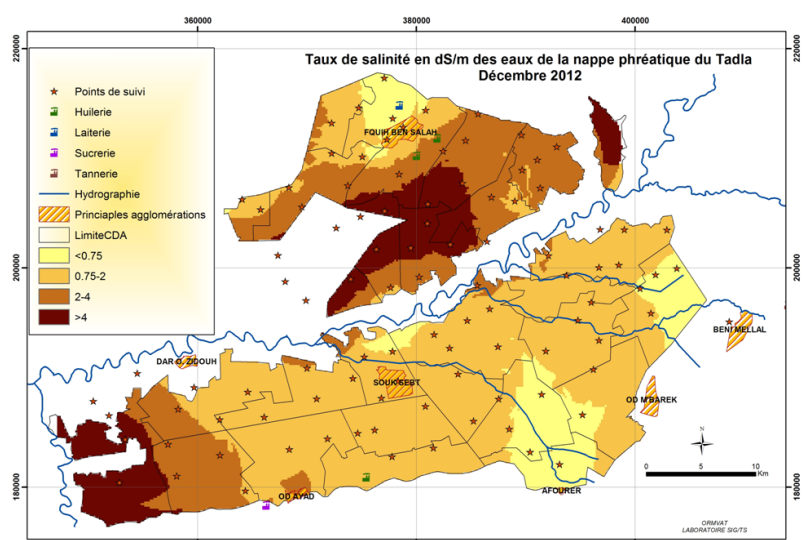 360000
380000
400000
220000
220000
Taux de salinité en dS/m des eaux de la nappe phréatique du Tadla
Décembre 2012
Points de suivi
Huilerie
Laiterie
Sucrerie
Tannerie
Hydrographie
Principales agglomérations
LimiteCDA
<0.75
0.75-2
2-4
>4
FQUIH BEN SALAH
200000
200000
BENI MELLAL
DAR O. ZIDOUH
SOUK SEBT
OD M'BAREK
N
0
5
10
Km
180000
180000
OD AYAD
AFOURER
ORMVAT
LABORATOIRE SIG/TS
360000
380000
400000